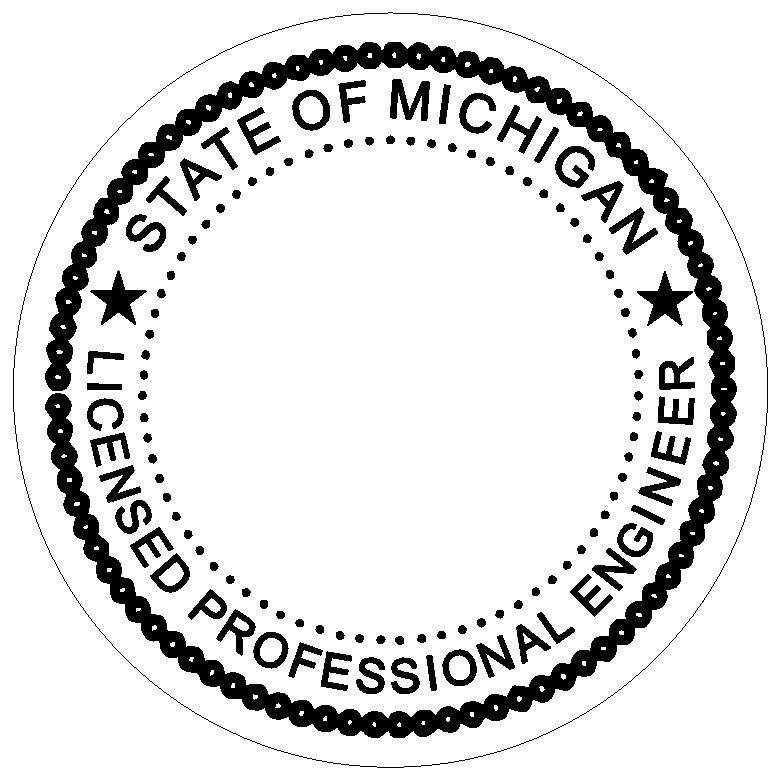 STATE OF MICHIGAN
LICENSED PROFESSIONAL ENGINEER